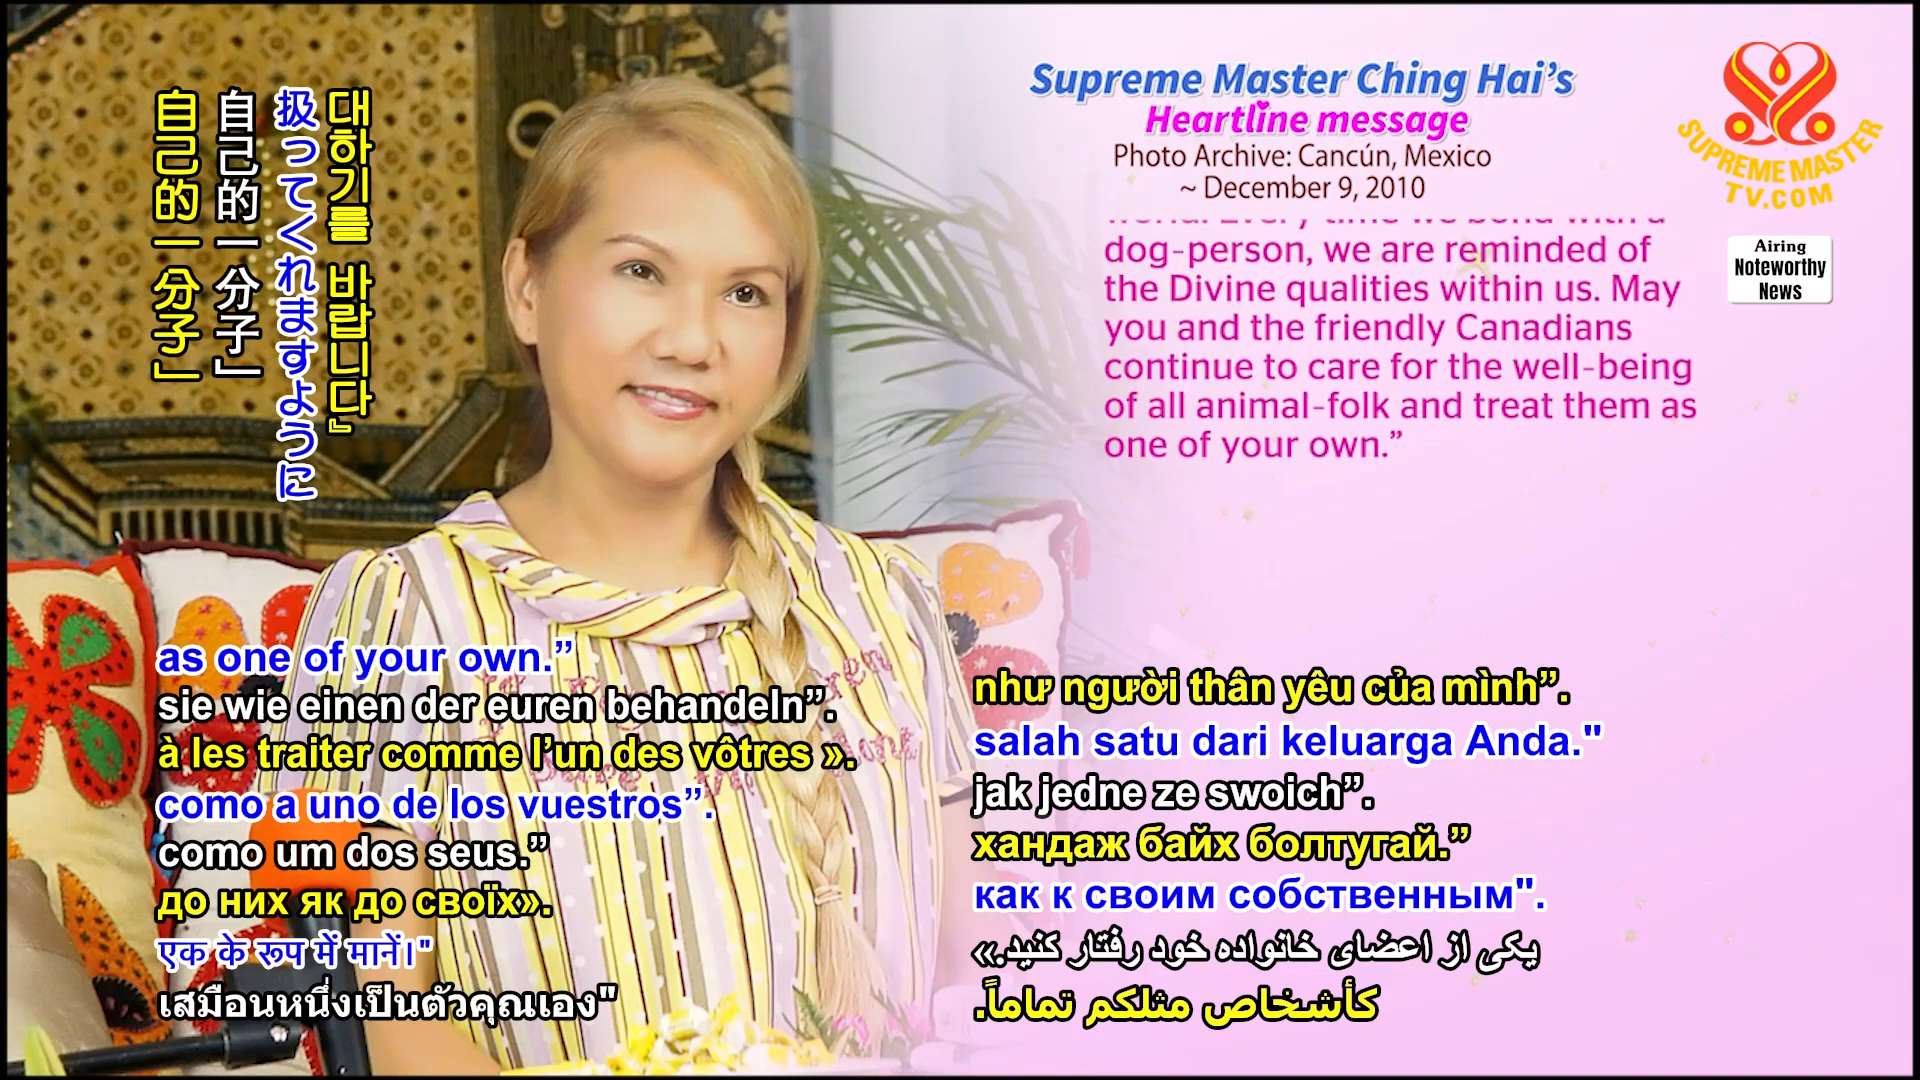 대하기를 바랍니다』
扱ってくれますように
自己的一分子」
自己的一分子」
Supreme Master Ching Hai’s
Heartline message
Photo Archive: Cancún, Mexico
~ December 9, 2010
world. Every time we bond with a
dog-person, we are reminded of
the Divine qualities within us. May
you and the friendly Canadians
continue to care for the well-being
of all animal-folk and treat them as
one of your own.”
SUPREME MASTER
TV.COM
Airing
Noteworthy
News
as one of your own.”
sie wie einen der euren behandeln”.
à les traiter comme l’un des vôtres ».
como a uno de los vuestros”.
como um dos seus.”
до них як до своїх».
एक के रूप में मानें।"
เสมือนหนึ่งเป็นตัวคุณเอง"
như người thân yêu của mình”.
salah satu dari keluarga Anda."
jak jedne ze swoich”.
хандаж байх болтугай.”
как к своим собственным".
یکی از اعضای خانواده خود رفتار کنید.»
كأشخاص مثلكم تماماً.